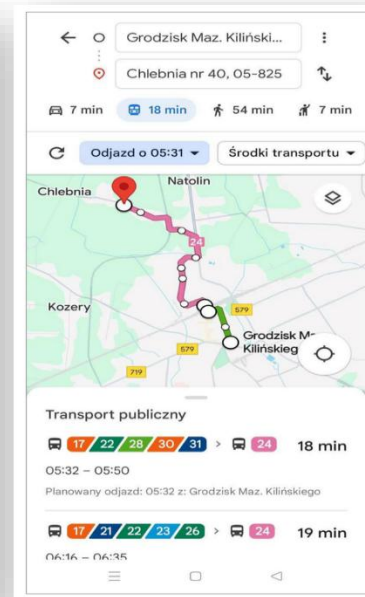 Grodzisk Maz. Kiliński...
Chlebnia nr 40, 05-825
7 min 18 min 54 min 7 min
Odjazd o 05:31 Środki transportu
Natolin
Chlebnia
24
Kozery
579
Grodzisk Ma
Kilińskieg
579
719
Transport publiczny
17 22 28 30 31 > 24 18 min
05:32 – 05:50
Planowany odjazd: 05:32 z: Grodzisk Maz. Kilińskiego
17 21 22 23 26 > 24 19 min
06:16 – 06:35